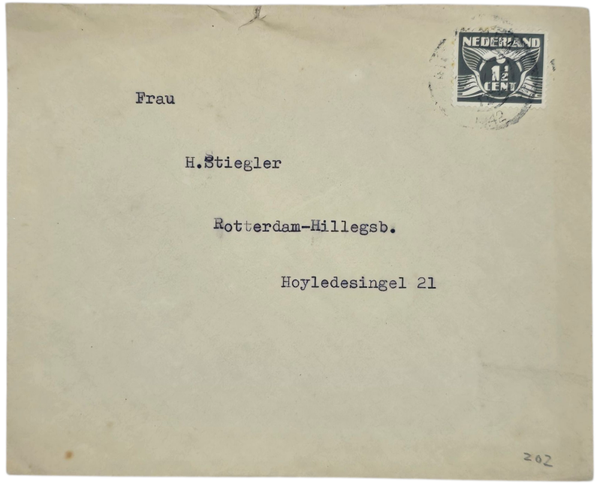 NEDERLAND
1½
CENT
Frau
H.Stiegler
Rotterdam-Hillegsb.
Hoyledesingel 21
202